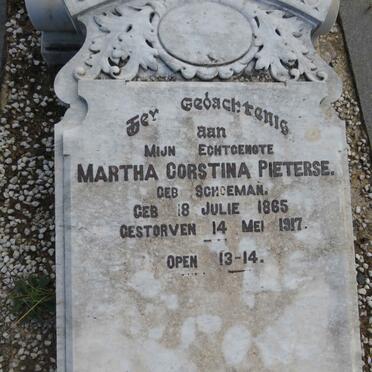 Ter Gedachtenis
aan
Mijn Echtgenote
Martha Gorstina Pieterse.
Geb Schoeman.
Geb 18 Julie 1865
Gestorven 14 Mei 1917.
Open 13-14.